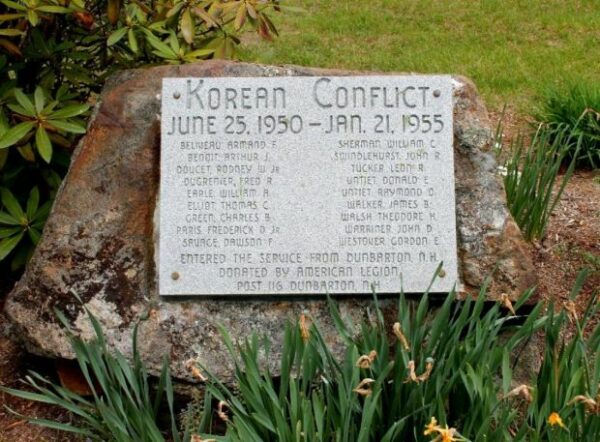 KOREAN CONFLICT
JUNE 25, 1950 – JAN. 21, 1955
BELIVEAU, ARMAND F.
BENOIT, ARTHUR J.
DOUCET, RODNEY W. JR
DUGRENIER, FRED R.
EARLE, WILLIAM A.
ELLIOT, THOMAS C.
GREEN, CHARLES B.
PARIS, FREDERICK D. JR
SAVAGE, DAWSON F.
SHERMAN, WILLIAM C.
SWINDLEHURST, JOHN R.
TUCKER, LEON R.
UNTIET, DONALD E.
UNTIET, RAYMOND O.
WALKER, JAMES B.
WALSH, THEODORE H.
WARRINER, JOHN D.
WESTOVER, GORDON E.
ENTERED THE SERVICE FROM DUNBARTON, N.H.
DONATED BY AMERICAN LEGION,
POST 116 DUNBARTON, N.H.